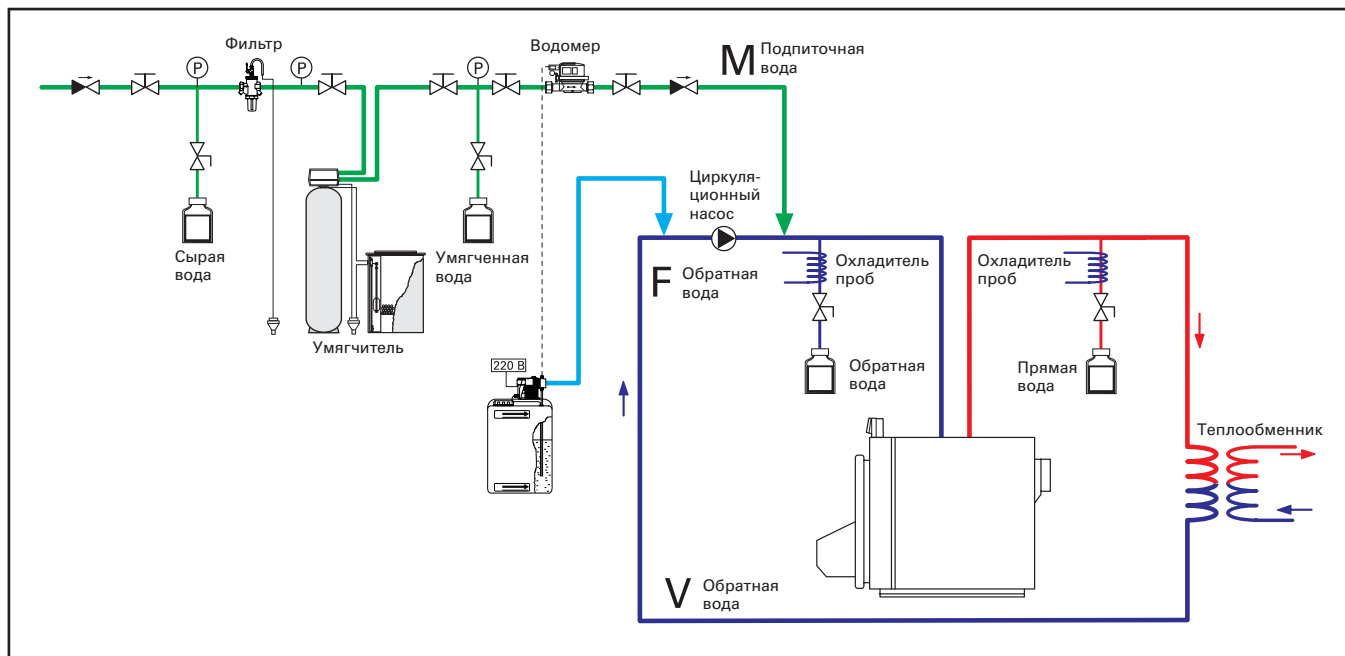 Фильтр
P
P
P
Водомер
M Подпиточная
вода
Сырая
вода
Умягченная
вода
Умягчитель
Циркуля-
ционный
насос
F Обратная
вода
Охладитель
проб
Охладитель
проб
220 В
Обратная
вода
Прямая
вода
Теплообменник
V Обратная
вода